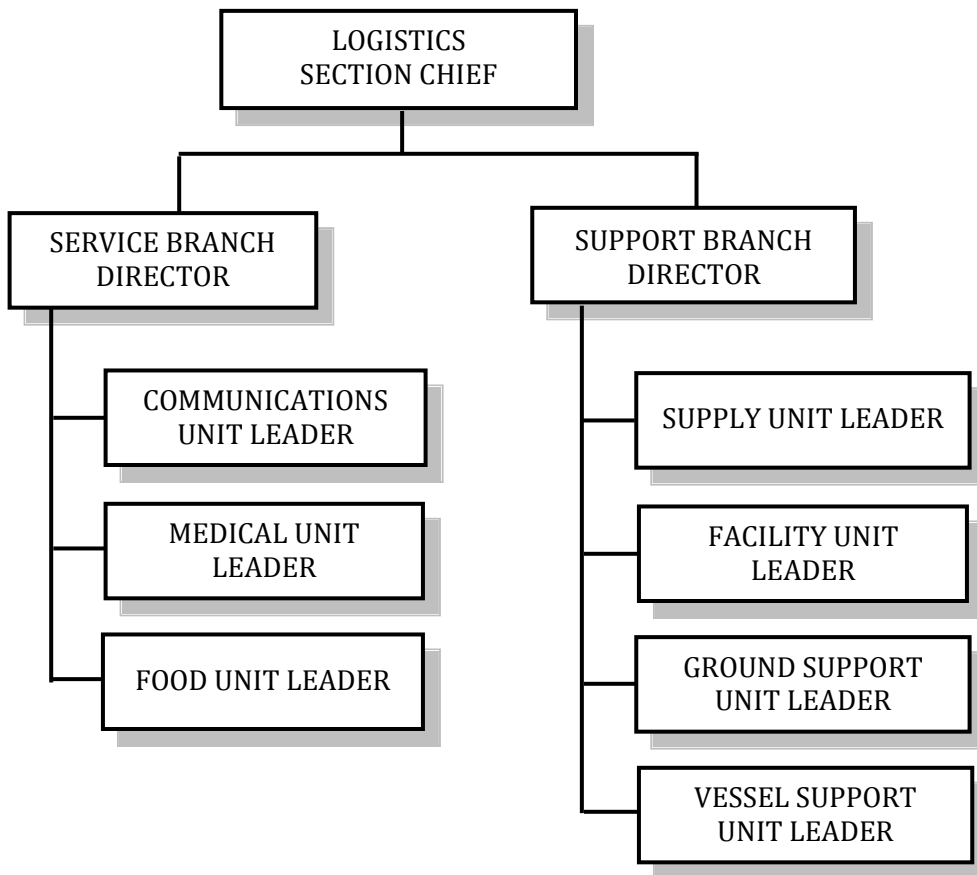 LOGISTICS
SECTION CHIEF
SERVICE BRANCH
DIRECTOR
SUPPORT BRANCH
DIRECTOR
COMMUNICATIONS
UNIT LEADER
MEDICAL UNIT
LEADER
FOOD UNIT LEADER
SUPPLY UNIT LEADER
FACILITY UNIT
LEADER
GROUND SUPPORT
UNIT LEADER
VESSEL SUPPORT
UNIT LEADER